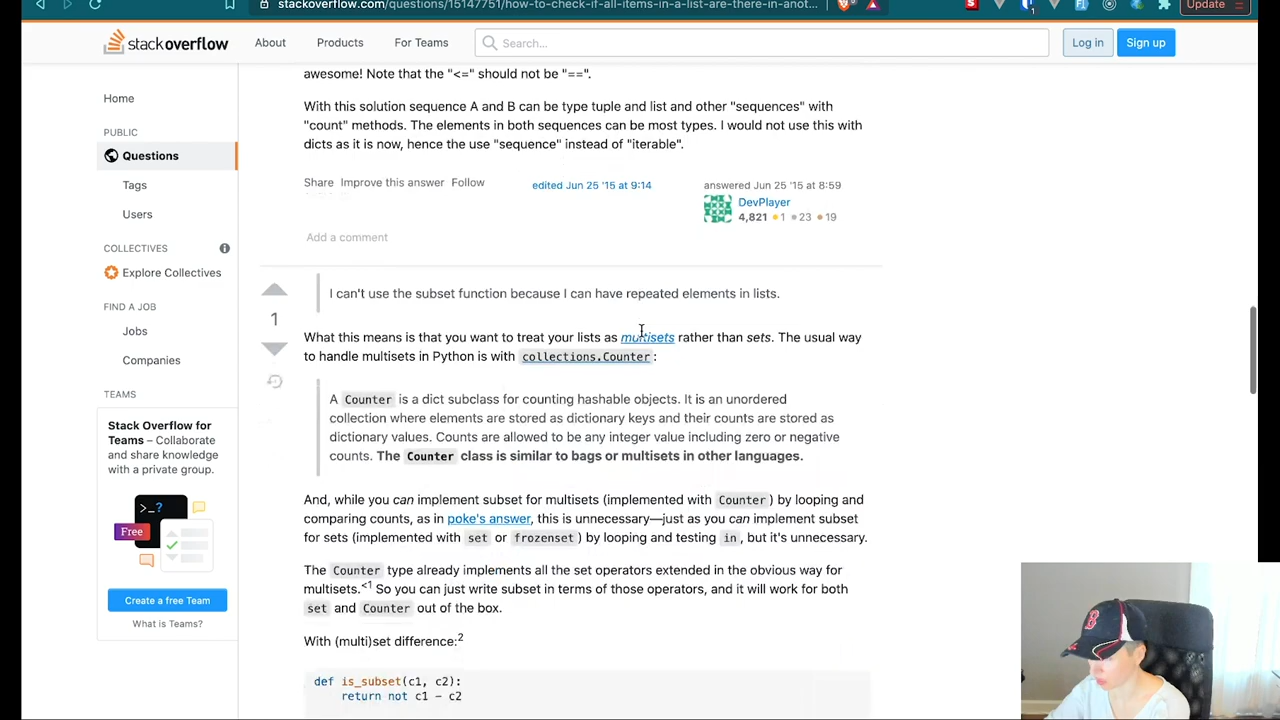 stackoverflow.com/questions/15147751/how-to-check-if-all-items-in-a-list-are-there-in-anot...
Update
stack overflow
About
Products
For Teams
Search...
Log in
Sign up
Home
PUBLIC
Questions
Tags
Users
COLLECTIVES
Explore Collectives
FIND A JOB
Jobs
Companies
TEAMS
Stack Overflow for
Teams – Collaborate
and share knowledge
with a private group.
>_?
Free
Create a free Team
What is Teams?
awesome! Note that the "<=" should not be "==".
With this solution sequence A and B can be type tuple and list and other "sequences" with
"count" methods. The elements in both sequences can be most types. I would not use this with
dicts as it is now, hence the use "sequence" instead of "iterable".
Share Improve this answer Follow
edited Jun 25 '15 at 9:14
answered Jun 25 '15 at 8:59
DevPlayer
4,821 1 23 19
Add a comment
1
I can't use the subset function because I can have repeated elements in lists.
What this means is that you want to treat your lists as multisets rather than sets. The usual way
to handle multisets in Python is with collections.Counter:
A Counter is a dict subclass for counting hashable objects. It is an unordered
collection where elements are stored as dictionary keys and their counts are stored as
dictionary values. Counts are allowed to be any integer value including zero or negative
counts. The Counter class is similar to bags or multisets in other languages.
And, while you can implement subset for multisets (implemented with Counter) by looping and
comparing counts, as in poke's answer, this is unnecessary—just as you can implement subset
for sets (implemented with set or frozenset) by looping and testing in, but it's unnecessary.
The Counter type already implements all the set operators extended in the obvious way for
multisets.<1 So you can just write subset in terms of those operators, and it will work for both
set and Counter out of the box.
With (multi)set difference:2
def is_subset(c1, c2):
return not c1 - c2